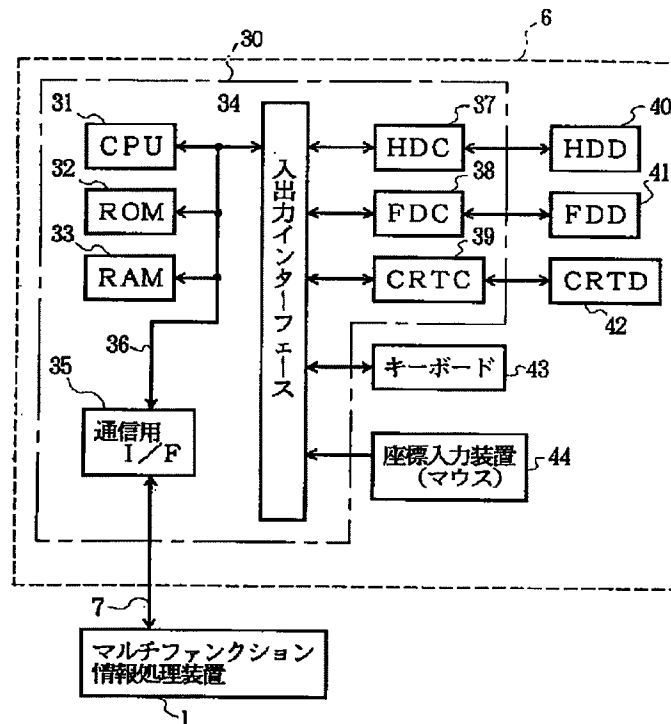 6
30
31
34
37
40
CPU
HDC
HDD
32
38
41
ROM
FDC
FDD
33
39
RAM
CRTC
CRTD
42
入出力インターフェース
36
35
キーボード
43
通信用
I/F
座標入力装置
(マウス)
44
7
マルチファンクション
情報処理装置
1